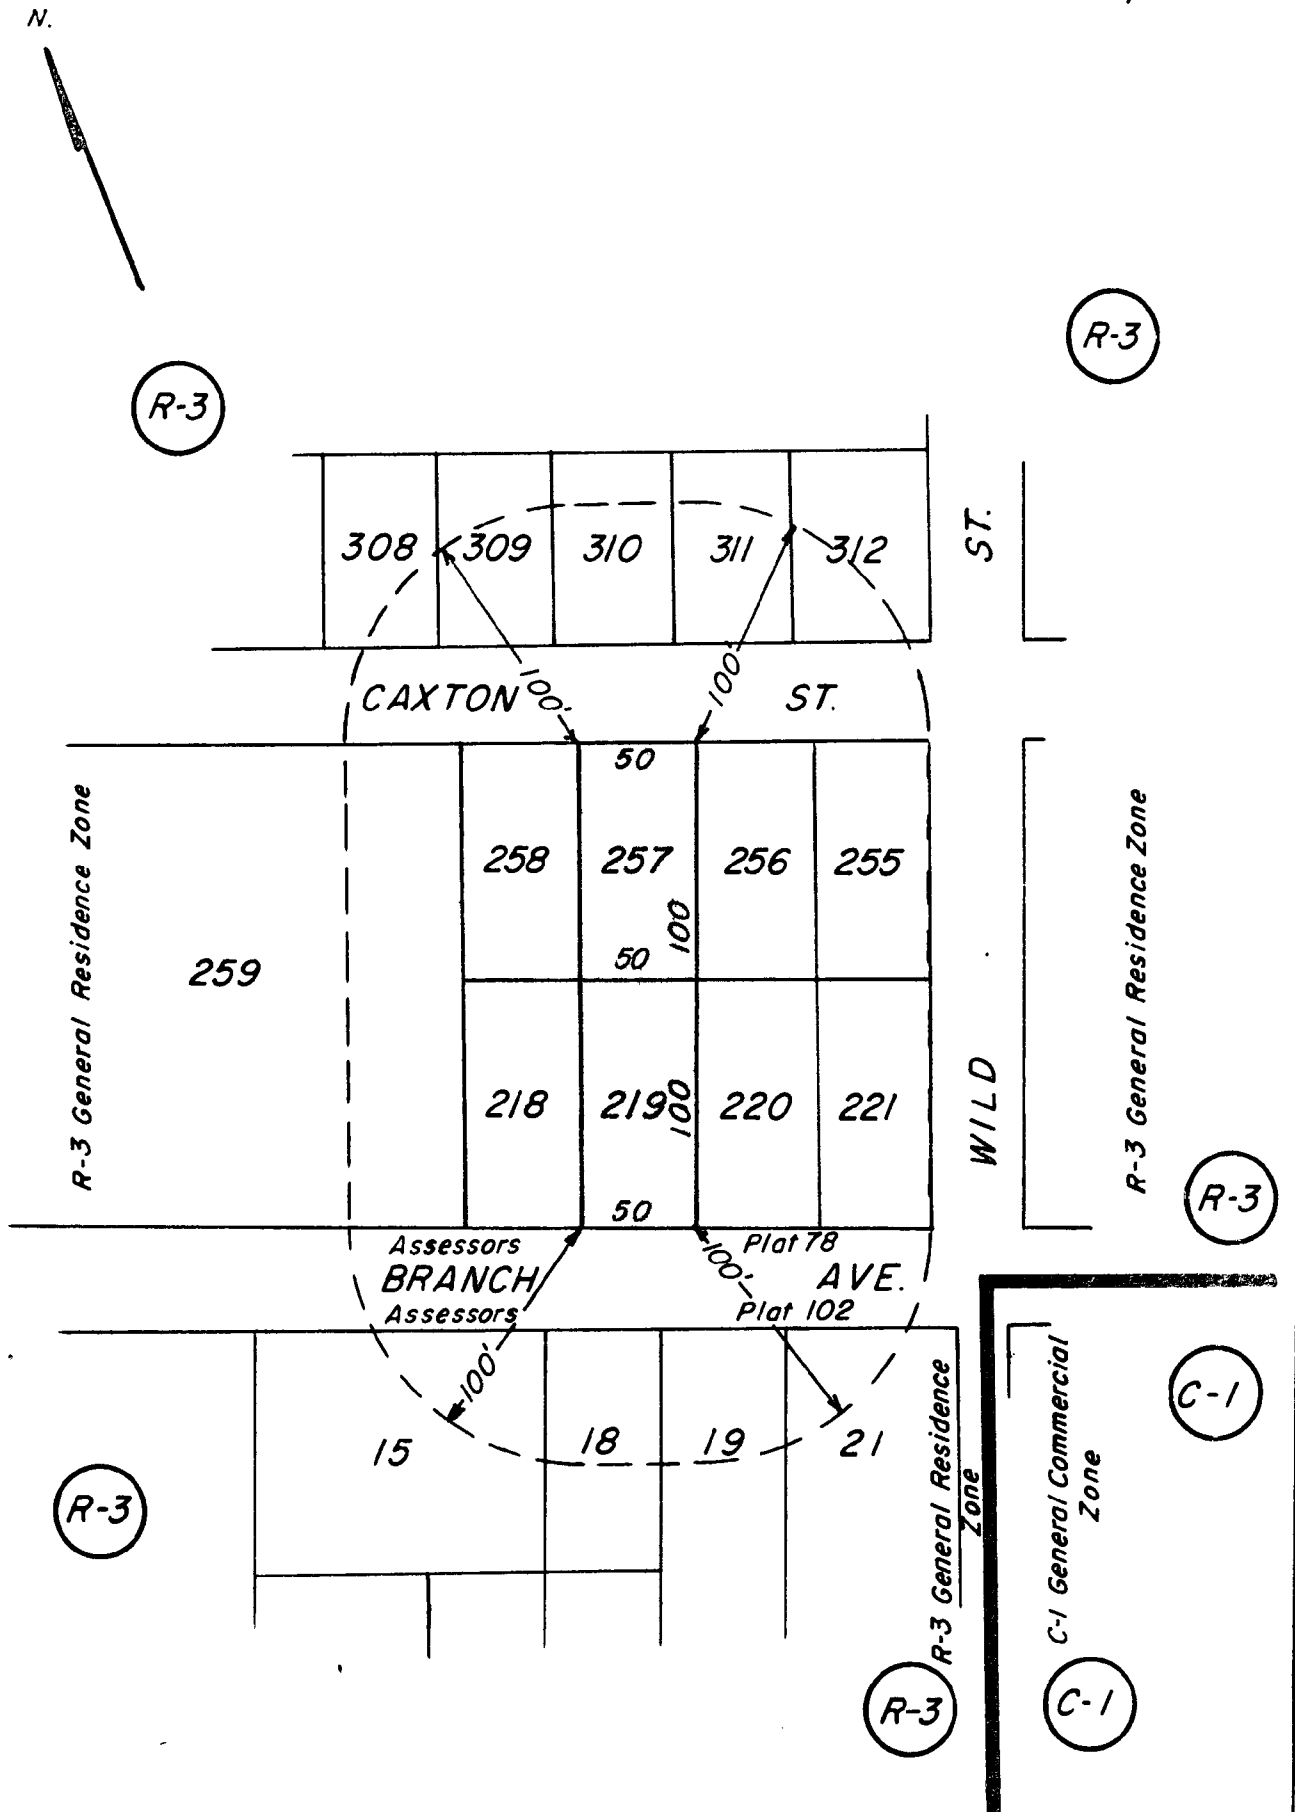 N.
R-3
R-3
308 309 310 311 312
ST.
100' 100'
CAXTON ST.
50
258 257 256 255
100
50
259
R-3 General Residence Zone
R-3 General Residence Zone
218 219 220 221
100
WILD
50
R-3
Assessors Plat 78
BRANCH AVE.
100'
Assessors Plat 102
100'
15 18 19 21
R-3 General Residence
Zone
C-1 General Commercial
Zone
C-1
R-3
R-3
C-1